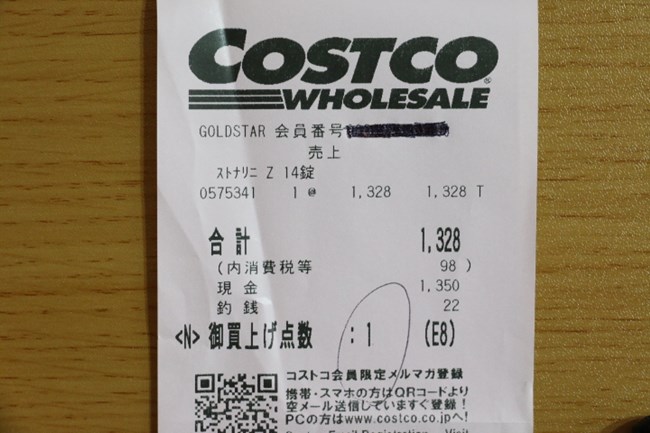 COSTCO
WHOLESALE
GOLDSTAR 会員番号
売上
ストナリニ Z 14錠
0575341 1 @ 1,328 1,328 T
合計 1,328
(内消費税等 98 )
現金 1,350
釣銭 22
<N> 御買上げ点数 : 1 (E8)
コストコ会員限定メルマガ登録
携帯・スマホの方はQRコードより
空メール送信していますぐ登録!
PCの方はwww.costco.co.jpへ!